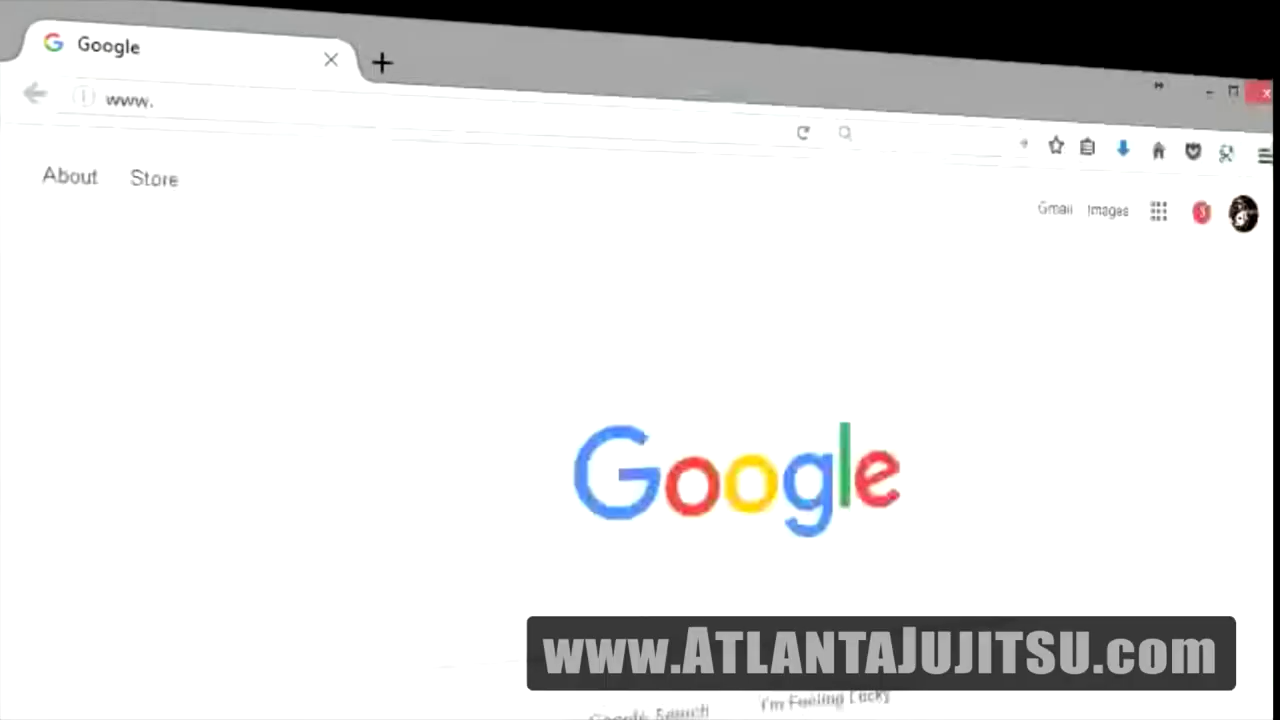 Google
www.
About Store
Gmail Images
Google
www.ATLANTAJUJITSU.com
Google Search I'm Feeling Lucky